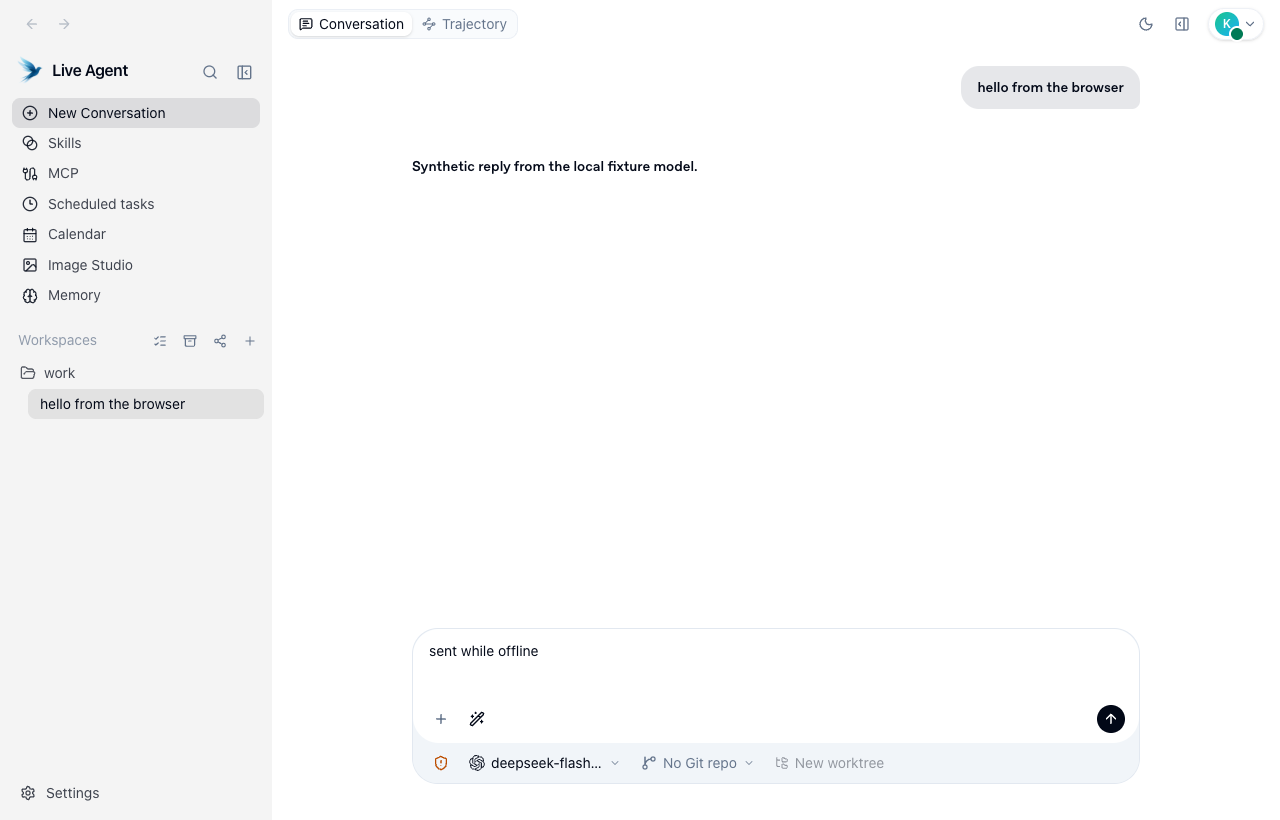 Conversation
Trajectory
K
Live Agent
New Conversation
Skills
MCP
Scheduled tasks
Calendar
Image Studio
Memory
Workspaces
work
hello from the browser
Settings
hello from the browser
Synthetic reply from the local fixture model.
sent while offline
deepseek-flash...
No Git repo
New worktree